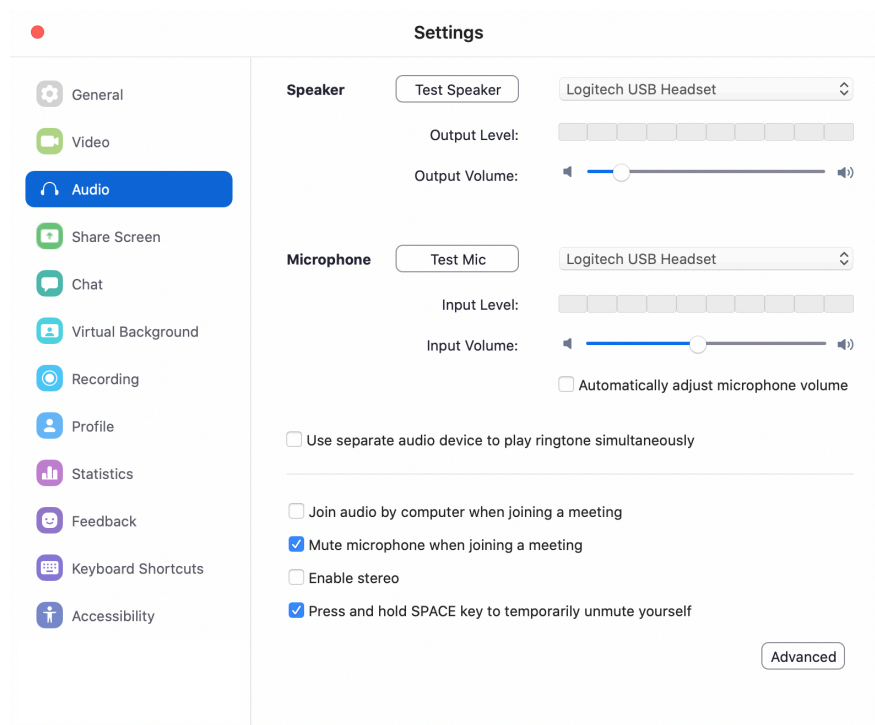 Settings
General
Video
Audio
Share Screen
Chat
Virtual Background
Recording
Profile
Statistics
Feedback
Keyboard Shortcuts
Accessibility
Speaker Test Speaker Logitech USB Headset
Output Level:
Output Volume:
Microphone Test Mic Logitech USB Headset
Input Level:
Input Volume:
Automatically adjust microphone volume
Use separate audio device to play ringtone simultaneously
Join audio by computer when joining a meeting
Mute microphone when joining a meeting
Enable stereo
Press and hold SPACE key to temporarily unmute yourself
Advanced